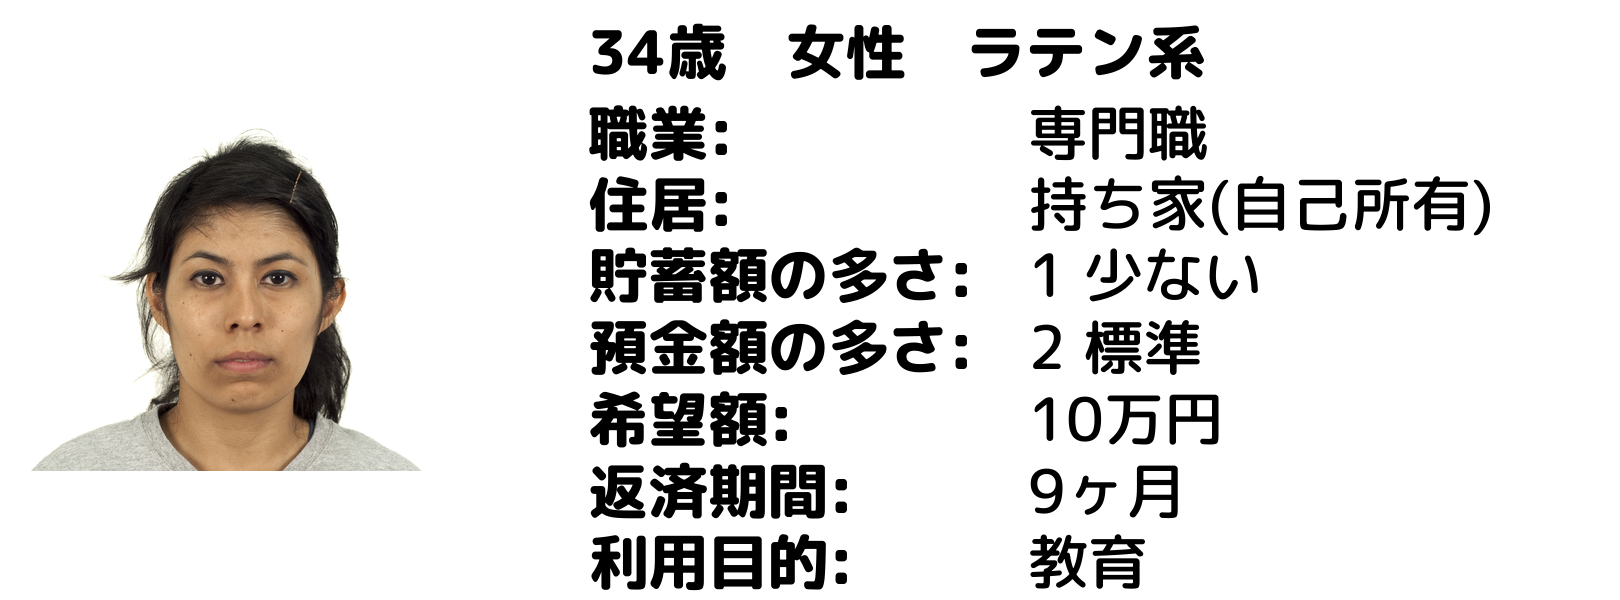 34歳　女性　ラテン系
職業: 専門職
住居: 持ち家(自己所有)
貯蓄額の多さ: 1 少ない
預金額の多さ: 2 標準
希望額: 10万円
返済期間: 9ヶ月
利用目的: 教育